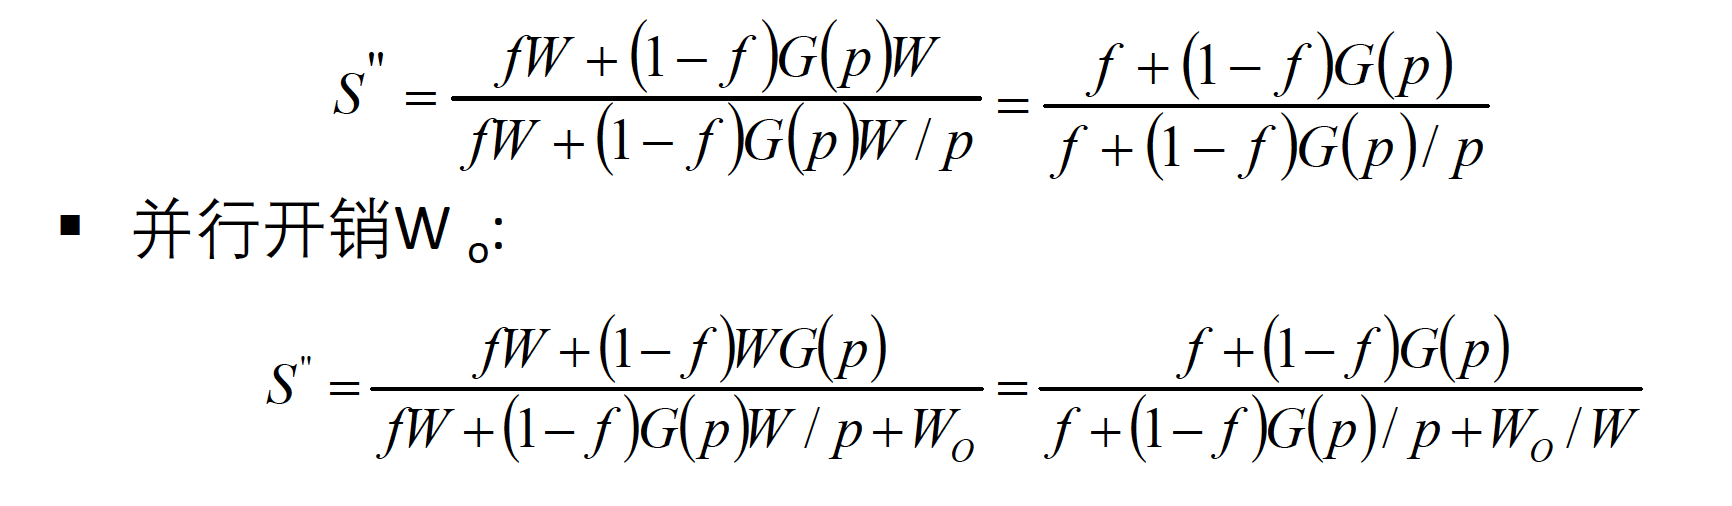 S" = fW + (1 − f)G(p)W / fW + (1 − f)G(p)W / p = f + (1 − f)G(p) / f + (1 − f)G(p) / p
▪ 并行开销W o:
S" = fW + (1 − f)WG(p) / fW + (1 − f)G(p)W / p + W_O = f + (1 − f)G(p) / f + (1 − f)G(p) / p + W_O / W